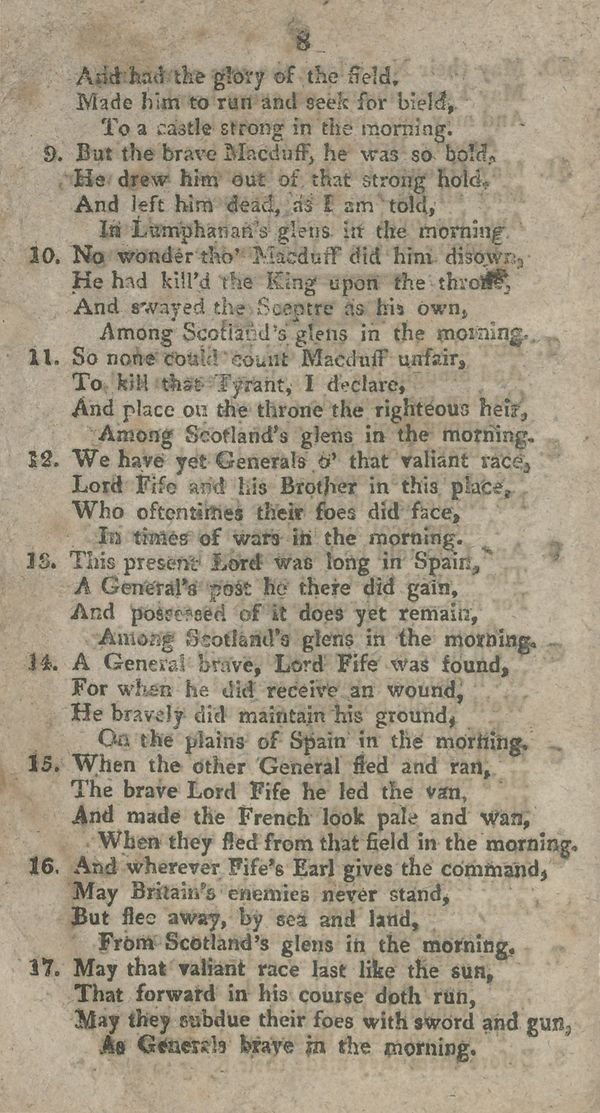 8
And had the glory of the field,
Made him to run and seek for bield,
To a castle strong in the morning.
9. But the brave Macduff, he was so bold,
He drew him out of that strong hold,
And left him dead, as I am told,
In Lumphanan's glens in the morning.
10. No wonder tho' Macduff did him disown,
He had kill'd the King upon the throne,
And swayed the Sceptre as his own,
Among Scotland's glens in the morning.
11. So none could count Macduff unfair,
To kill that Tyrant, I declare,
And place on the throne the righteous heir,
Among Scotland's glens in the morning.
12. We have yet Generals o' that valiant race,
Lord Fife and his Brother in this place,
Who oftentimes their foes did face,
In times of wars in the morning.
13. This present Lord was long in Spain,
A General's post he there did gain,
And possessed of it does yet remain,
Among Scotland's glens in the morning.
14. A General brave, Lord Fife was found,
For when he did receive an wound,
He bravely did maintain his ground,
On the plains of Spain in the morning.
15. When the other General fled and ran,
The brave Lord Fife he led the van,
And made the French look pale and wan,
When they fled from that field in the morning.
16. And wherever Fife's Earl gives the command,
May Britain's enemies never stand,
But flee away, by sea and land,
From Scotland's glens in the morning.
17. May that valiant race last like the sun,
That forward in his course doth run,
May they subdue their foes with sword and gun,
As Generals brave in the morning.